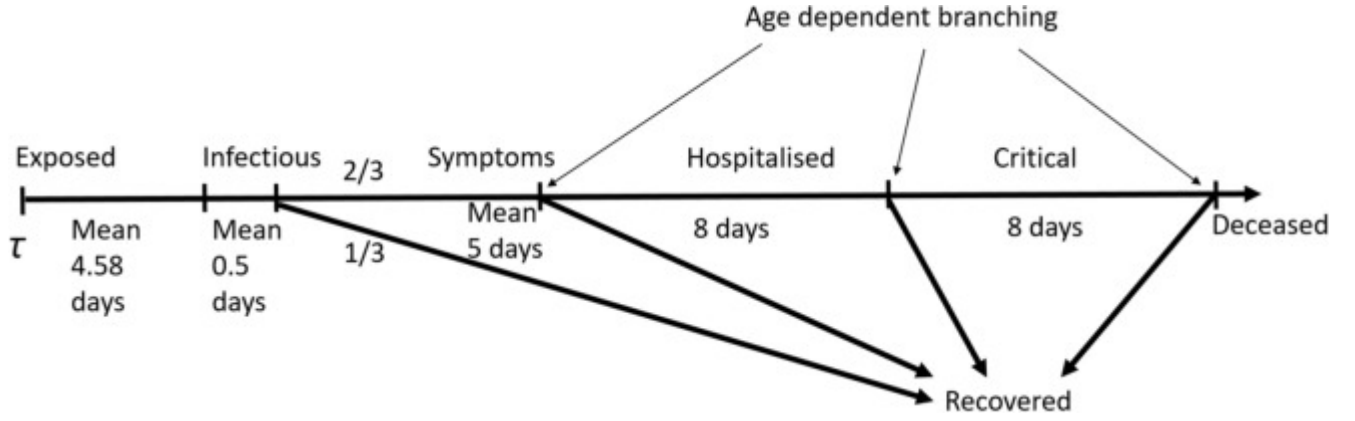 Age dependent branching
Exposed
Infectious
2/3
Symptoms
Hospitalised
Critical
τ
Mean
4.58
days
Mean
0.5
days
1/3
Mean
5 days
8 days
8 days
Deceased
Recovered